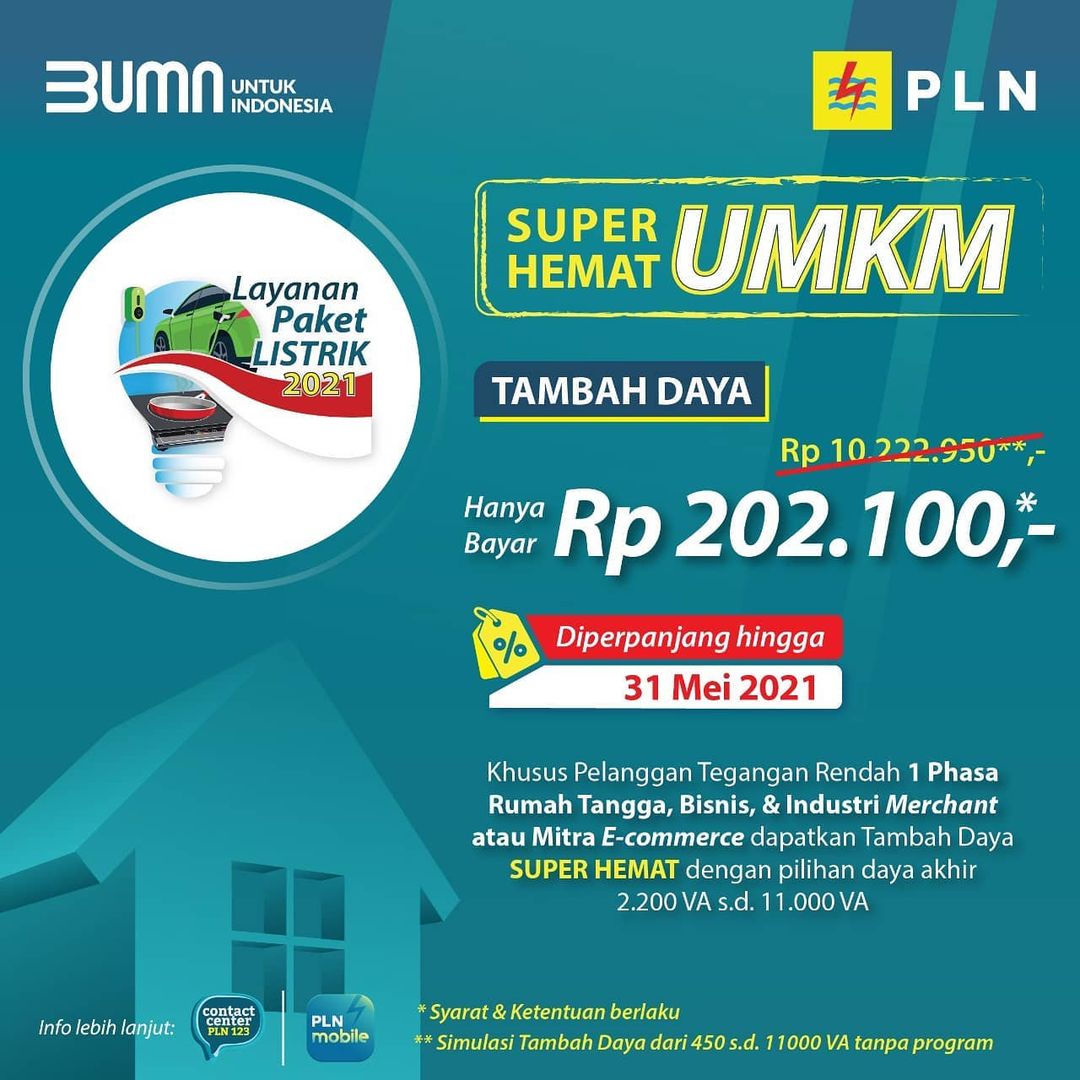 BUMN UNTUK
INDONESIA
PLN
SUPER
HEMAT UMKM
Layanan
Paket
LISTRIK
2021
TAMBAH DAYA
Rp 10.222.950**,-
Hanya
Bayar Rp 202.100,*-
%
Diperpanjang hingga
31 Mei 2021
Khusus Pelanggan Tegangan Rendah 1 Phasa
Rumah Tangga, Bisnis, & Industri Merchant
atau Mitra E-commerce dapatkan Tambah Daya
SUPER HEMAT dengan pilihan daya akhir
2.200 VA s.d. 11.000 VA
Info lebih lanjut:
contact
center
PLN 123
PLN
mobile
* Syarat & Ketentuan berlaku
** Simulasi Tambah Daya dari 450 s.d. 11000 VA tanpa program